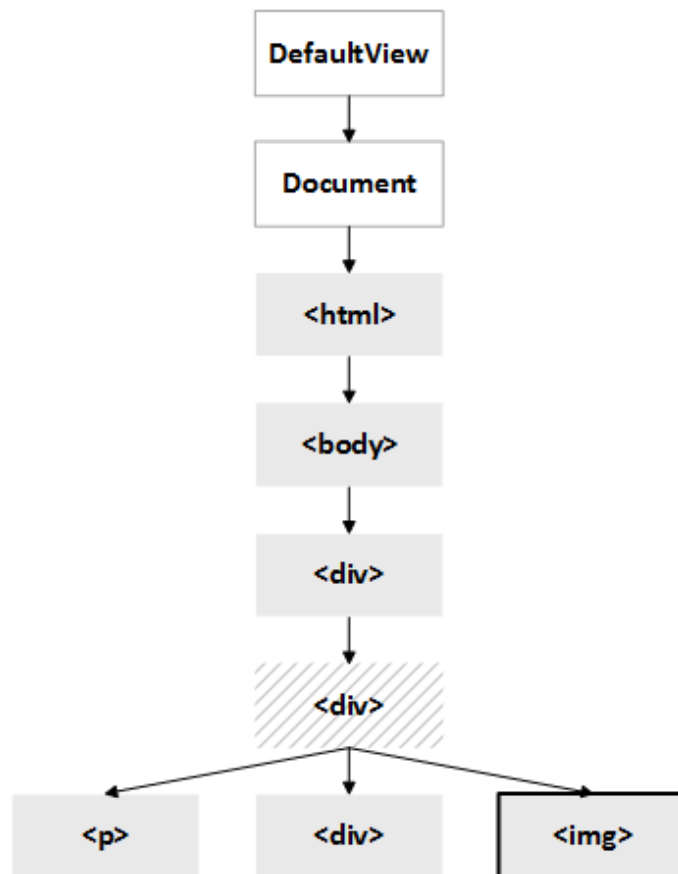 DefaultView
Document
<html>
<body>
<div>
<div>
<p>
<div>
<img>